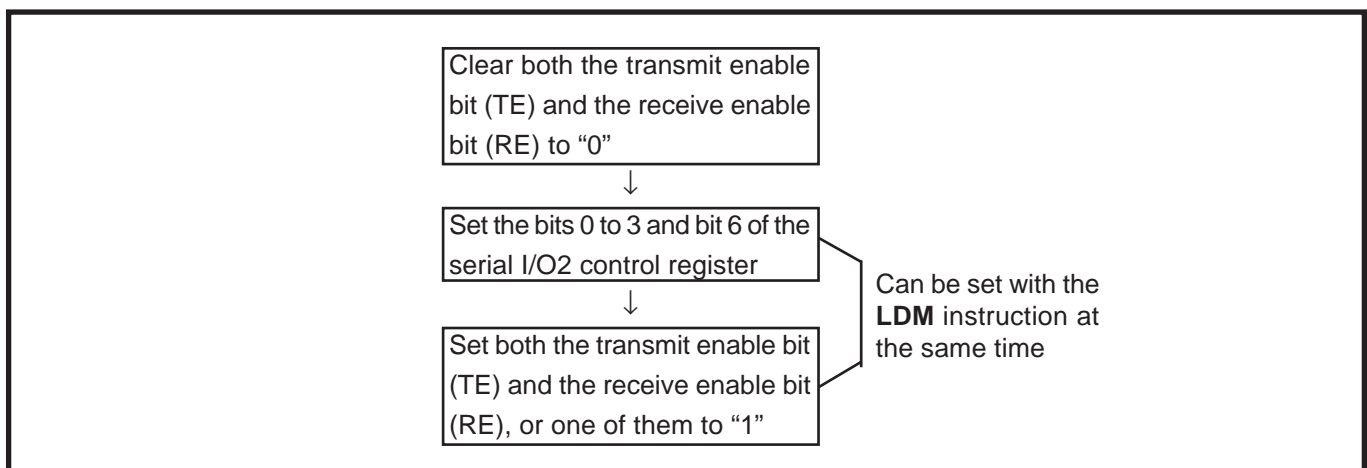 Clear both the transmit enable
bit (TE) and the receive enable
bit (RE) to “0”
↓
Set the bits 0 to 3 and bit 6 of the
serial I/O2 control register
↓
Set both the transmit enable bit
(TE) and the receive enable bit
(RE), or one of them to “1”
Can be set with the
LDM instruction at
the same time